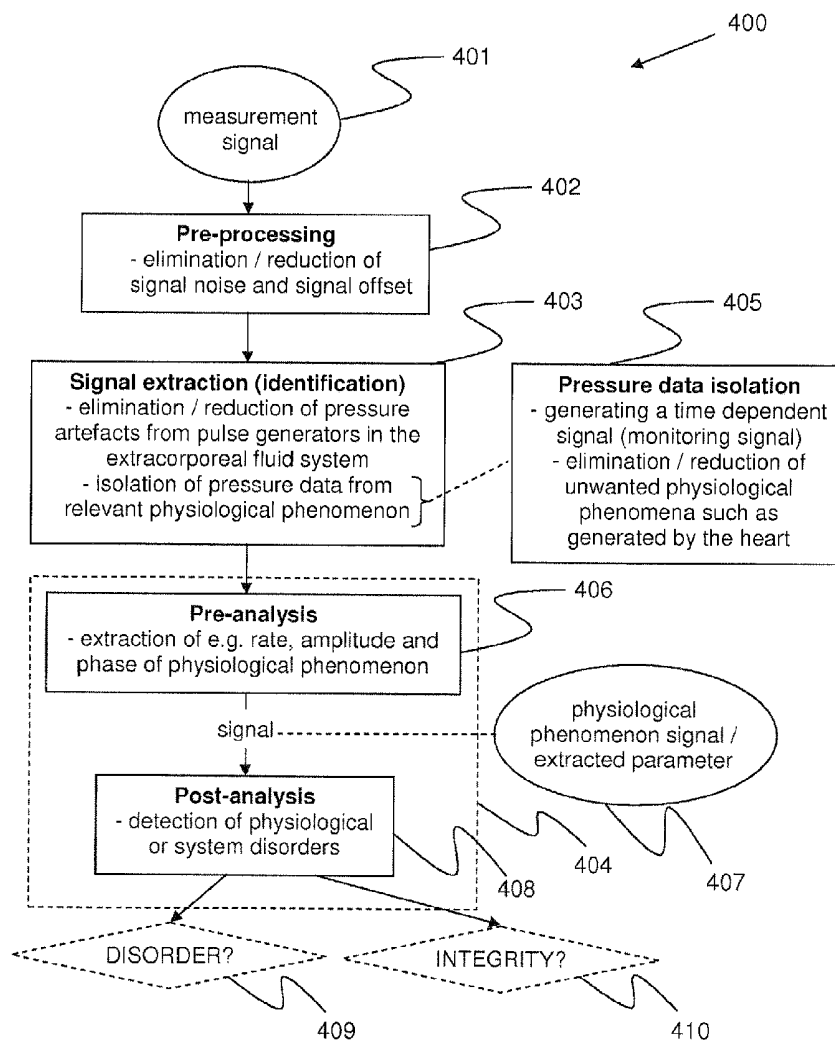 400
401
measurement
signal
402
Pre-processing
- elimination / reduction of
signal noise and signal offset
403
405
Signal extraction (identification)
- elimination / reduction of pressure
artefacts from pulse generators in the
extracorporeal fluid system
- isolation of pressure data from
relevant physiological phenomenon
Pressure data isolation
- generating a time dependent
signal (monitoring signal)
- elimination / reduction of
unwanted physiological
phenomena such as
generated by the heart
406
Pre-analysis
- extraction of e.g. rate, amplitude and
phase of physiological phenomenon
signal
physiological
phenomenon signal /
extracted parameter
Post-analysis
- detection of physiological
or system disorders
404
408
407
DISORDER?
INTEGRITY?
409
410